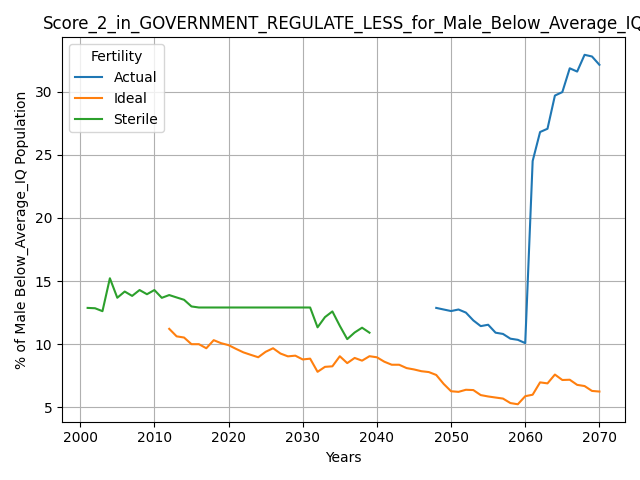 Score_2_in_GOVERNMENT_REGULATE_LESS_for_Male_Below_Average_IQ
Fertility
Actual
Ideal
Sterile
% of Male Below_Average_IQ Population
30
25
20
15
10
5
2000 2010 2020 2030 2040 2050 2060 2070
Years